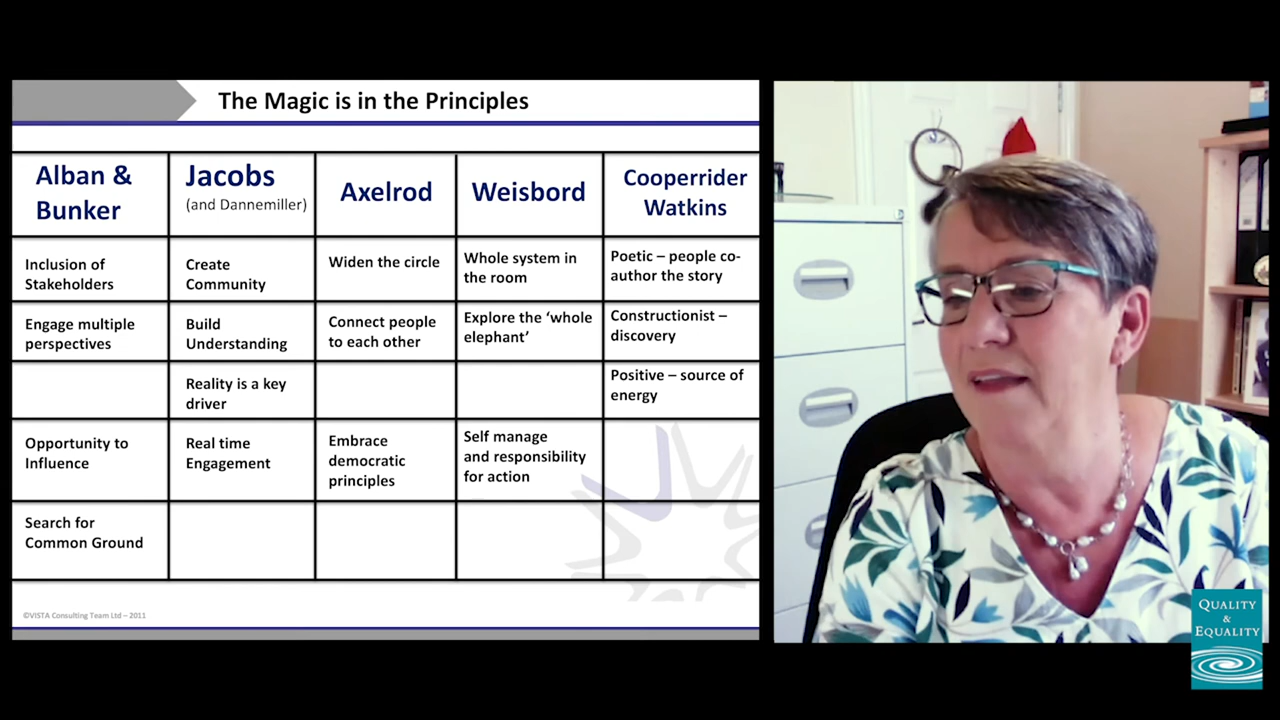 The Magic is in the Principles
Alban &
Bunker
Jacobs
(and Dannemiller)
Axelrod
Weisbord
Cooperrider
Watkins
Inclusion of
Stakeholders
Create
Community
Widen the circle
Whole system in
the room
Poetic – people co-
author the story
Engage multiple
perspectives
Build
Understanding
Connect people
to each other
Explore the ‘whole
elephant’
Constructionist –
discovery
Reality is a key
driver
Positive – source of
energy
Opportunity to
Influence
Real time
Engagement
Embrace
democratic
principles
Self manage
and responsibility
for action
Search for
Common Ground
©VISTA Consulting Team Ltd – 2011
QUALITY
&
EQUALITY